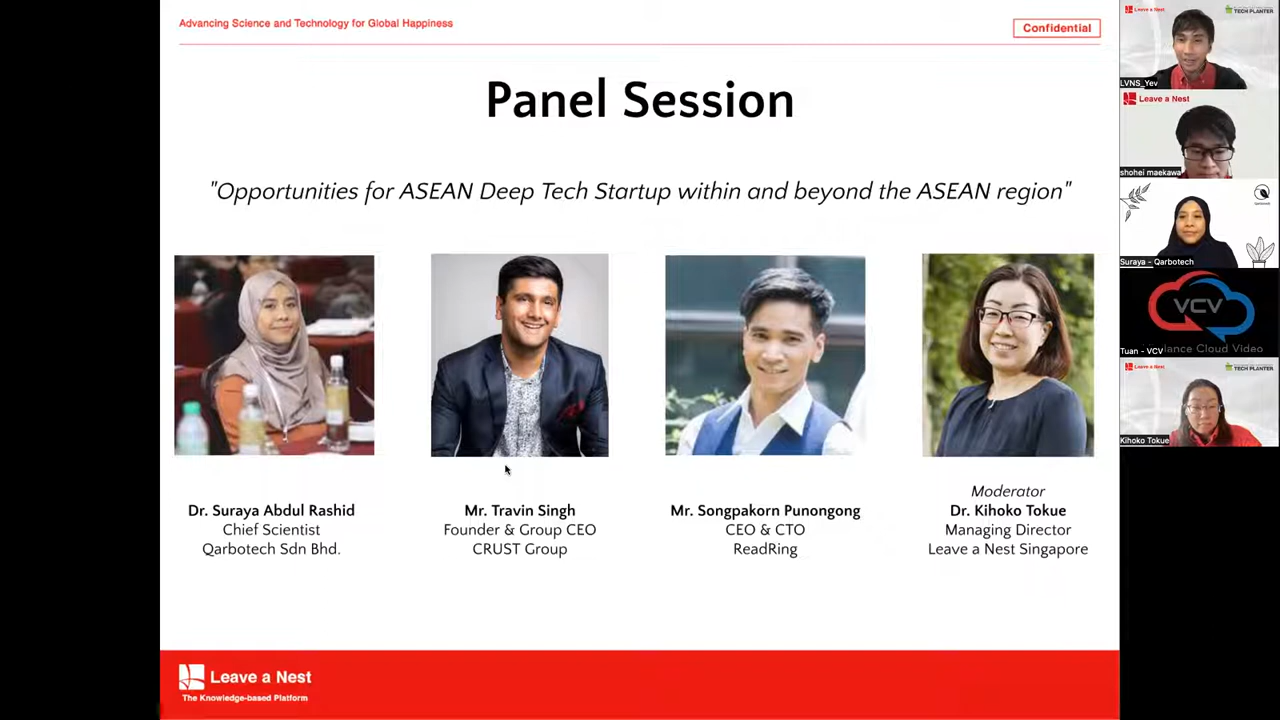 Advancing Science and Technology for Global Happiness
Confidential
Panel Session
"Opportunities for ASEAN Deep Tech Startup within and beyond the ASEAN region"
Dr. Suraya Abdul Rashid
Chief Scientist
Qarbotech Sdn Bhd.
Mr. Travin Singh
Founder & Group CEO
CRUST Group
Mr. Songpakorn Punongong
CEO & CTO
ReadRing
Moderator
Dr. Kihoko Tokue
Managing Director
Leave a Nest Singapore
Leave a Nest
The Knowledge-based Platform
Leave a Nest
TECH PLANTER
LVNS_Yev
Leave a Nest
shohei maekawa
Suraya - Qarbotech
VCV
Tuan - VCV
iance Cloud Video
Leave a Nest
TECH PLANTER
Kihoko Tokue